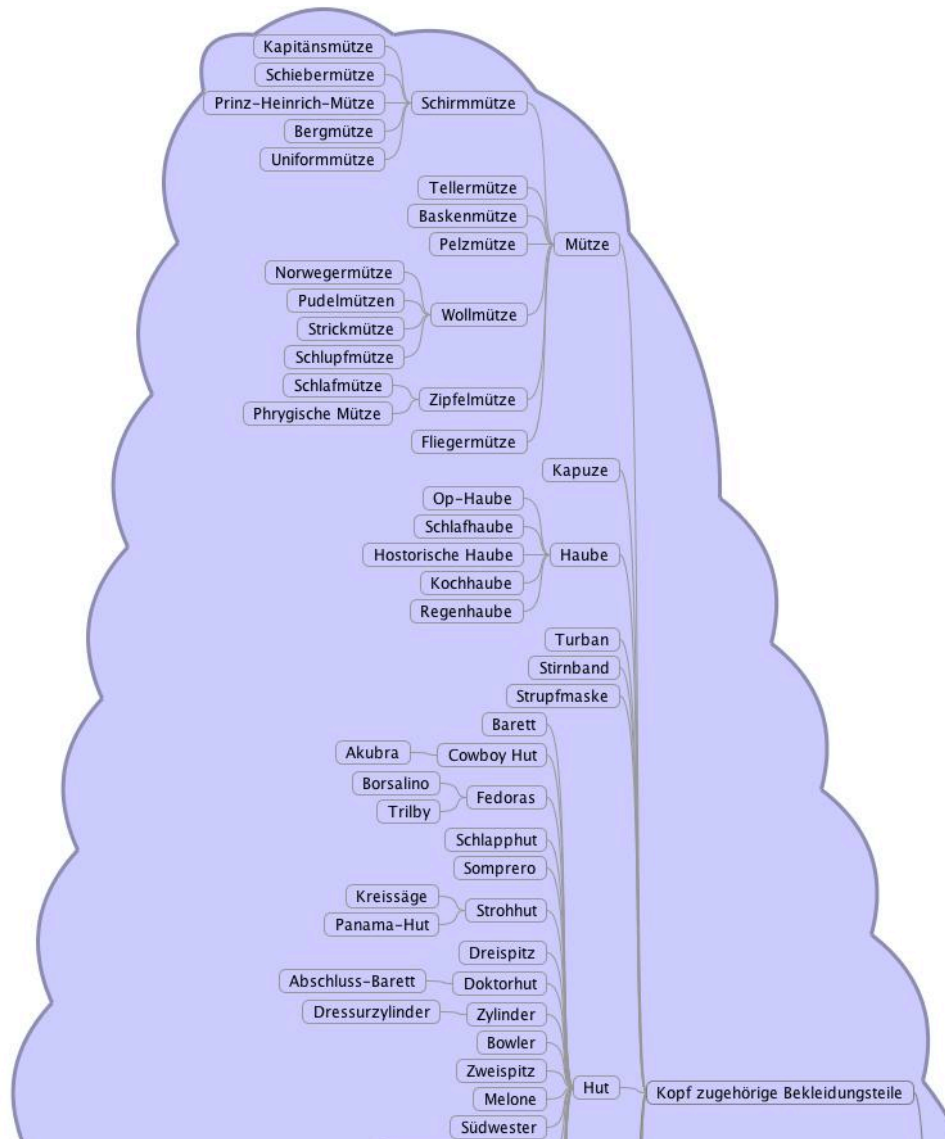 Kapitänsmütze
Schiebermütze
Prinz-Heinrich-Mütze
Schirmmütze
Bergmütze
Uniformmütze
Tellermütze
Baskenmütze
Pelzmütze
Mütze
Norwegermütze
Pudelmützen
Wollmütze
Strickmütze
Schlupfmütze
Schlafmütze
Zipfelmütze
Phrygische Mütze
Fliegermütze
Kapuze
Op-Haube
Schlafhaube
Hostorische Haube
Haube
Kochhaube
Regenhaube
Turban
Stirnband
Strupfmaske
Barett
Akubra
Cowboy Hut
Borsalino
Fedoras
Trilby
Schlapphut
Somprero
Kreissäge
Strohhut
Panama-Hut
Dreispitz
Abschluss-Barett
Doktorhut
Dressurzylinder
Zylinder
Bowler
Zweispitz
Hut
Kopf zugehörige Bekleidungsteile
Melone
Südwester